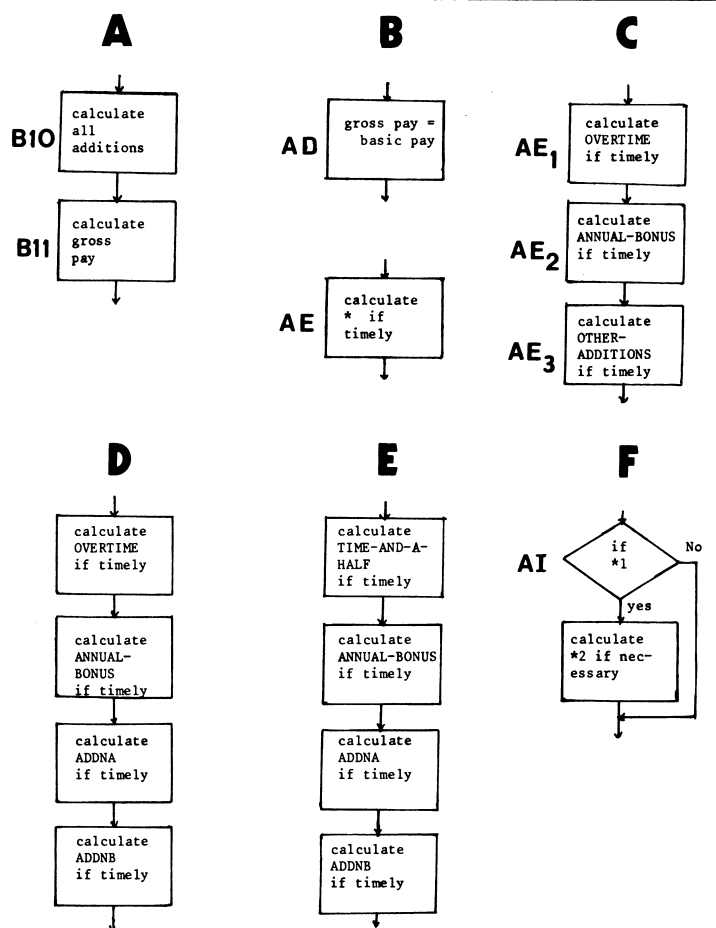 A
B10
calculate
all
additions
B11
calculate
gross
pay
B
AD
gross pay =
basic pay
AE
calculate
* if
timely
C
AE1
calculate
OVERTIME
if timely
AE2
calculate
ANNUAL-BONUS
if timely
AE3
calculate
OTHER-
ADDITIONS
if timely
D
calculate
OVERTIME
if timely
calculate
ANNUAL-
BONUS
if timely
calculate
ADDNA
if timely
calculate
ADDNB
if timely
E
calculate
TIME-AND-A-
HALF
if timely
calculate
ANNUAL-BONUS
if timely
calculate
ADDNA
if timely
calculate
ADDNB
if timely
F
AI
if
*1
No
yes
calculate
*2 if nec-
essary